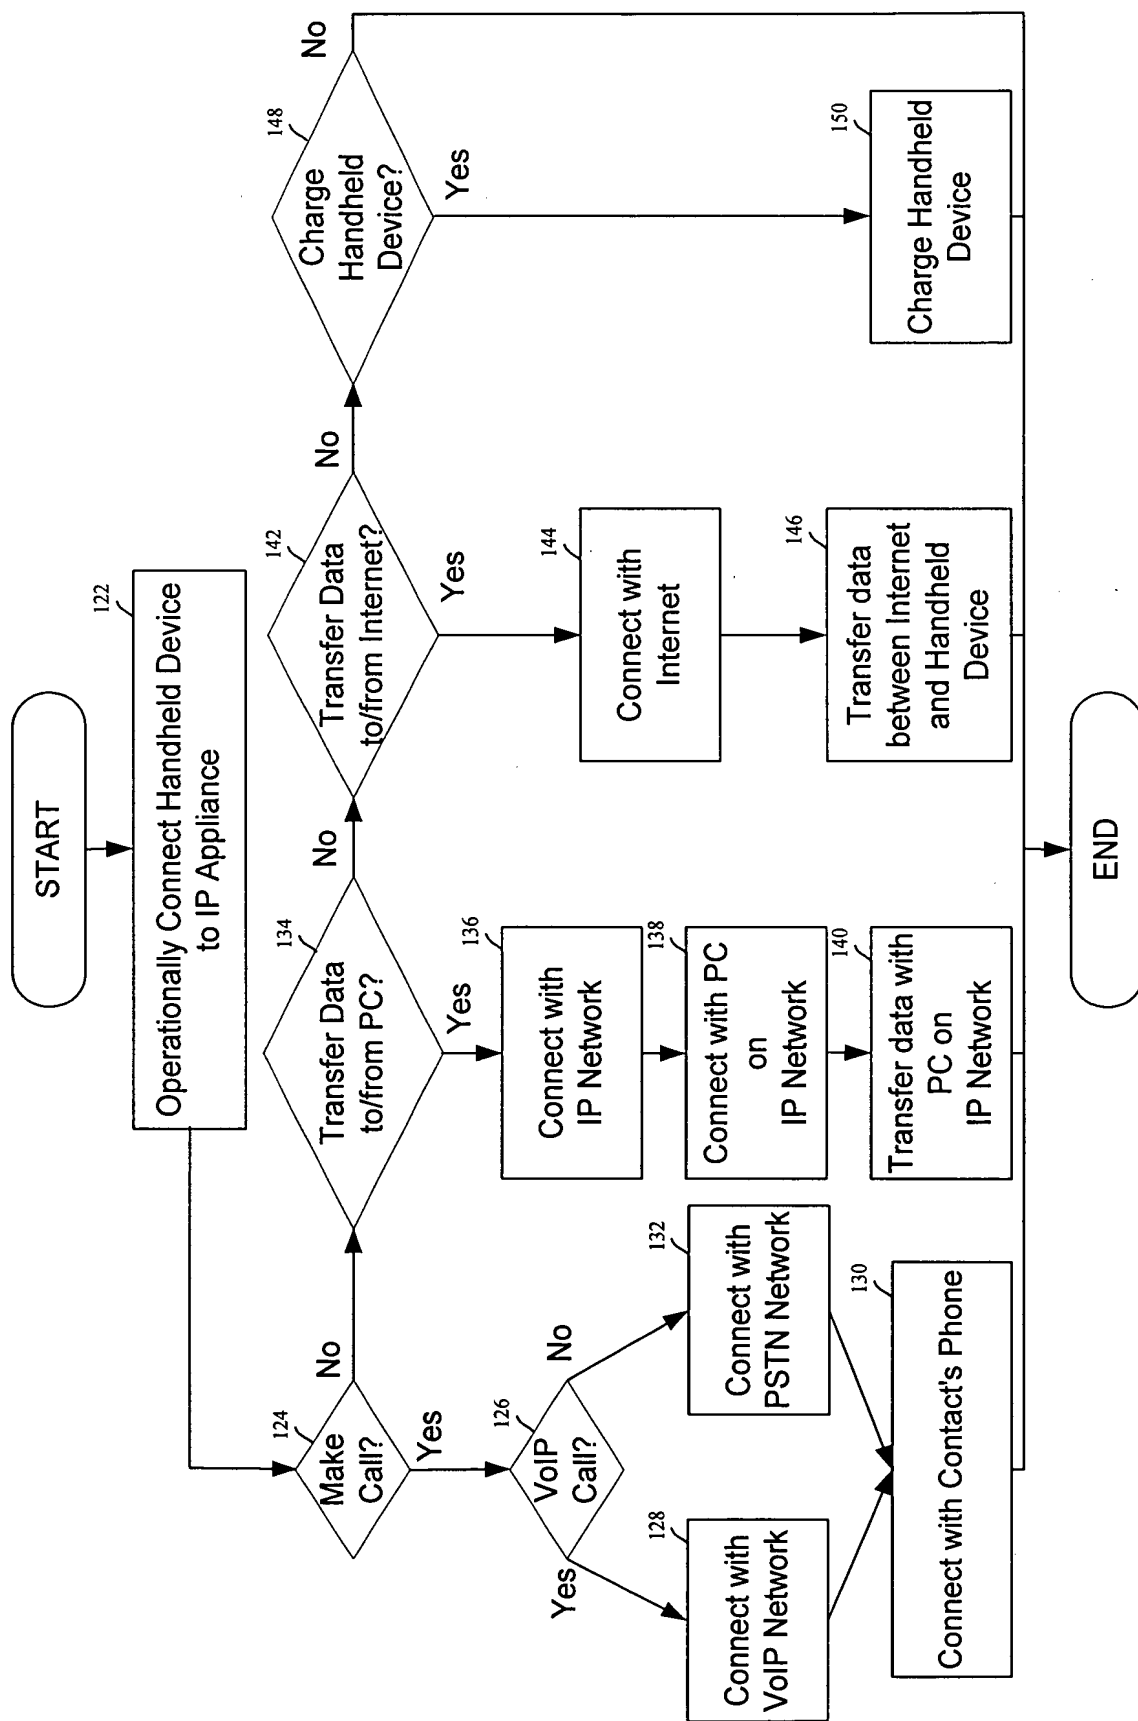 START
122
Operationally Connect Handheld Device
to IP Appliance
124
Make
Call?
No
Yes
126
VoIP
Call?
Yes
No
128
Connect with
VoIP Network
132
Connect with
PSTN Network
130
Connect with Contact's Phone
134
Transfer Data
to/from PC?
No
Yes
136
Connect with
IP Network
138
Connect with PC
on
IP Network
140
Transfer data with
PC on
IP Network
142
Transfer Data
to/from Internet?
No
Yes
144
Connect with
Internet
146
Transfer data
between Internet
and Handheld
Device
148
Charge
Handheld
Device?
No
Yes
150
Charge Handheld
Device
END